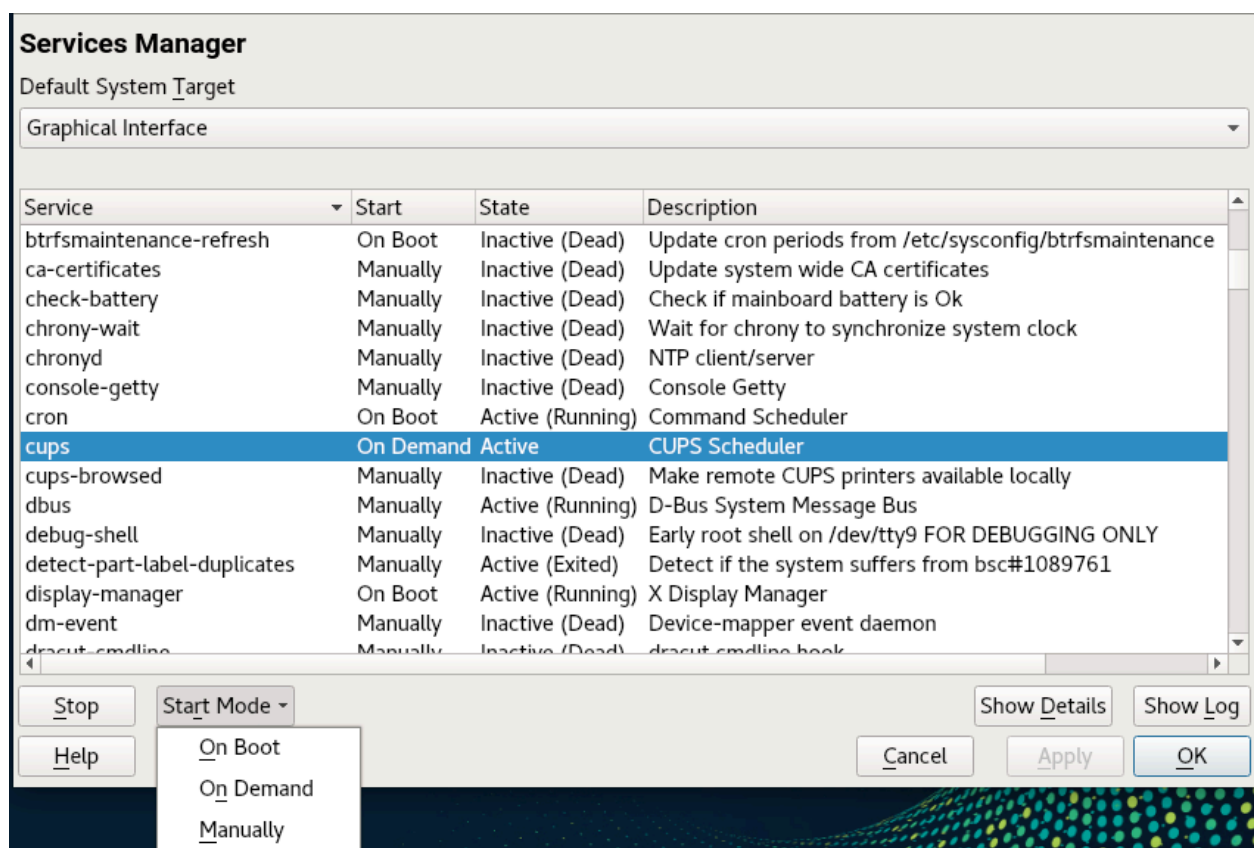 Services Manager
Default System Target
Graphical Interface
Service Start State Description
btrfsmaintenance-refresh On Boot Inactive (Dead) Update cron periods from /etc/sysconfig/btrfsmaintenance
ca-certificates Manually Inactive (Dead) Update system wide CA certificates
check-battery Manually Inactive (Dead) Check if mainboard battery is Ok
chrony-wait Manually Inactive (Dead) Wait for chrony to synchronize system clock
chronyd Manually Inactive (Dead) NTP client/server
console-getty Manually Inactive (Dead) Console Getty
cron On Boot Active (Running) Command Scheduler
cups On Demand Active CUPS Scheduler
cups-browsed Manually Inactive (Dead) Make remote CUPS printers available locally
dbus Manually Active (Running) D-Bus System Message Bus
debug-shell Manually Inactive (Dead) Early root shell on /dev/tty9 FOR DEBUGGING ONLY
detect-part-label-duplicates Manually Active (Exited) Detect if the system suffers from bsc#1089761
display-manager On Boot Active (Running) X Display Manager
dm-event Manually Inactive (Dead) Device-mapper event daemon
dracut-cmdline Manually Inactive (Dead) dracut cmdline hook
Stop Start Mode Show Details Show Log
Help On Boot Cancel Apply OK
On Demand
Manually